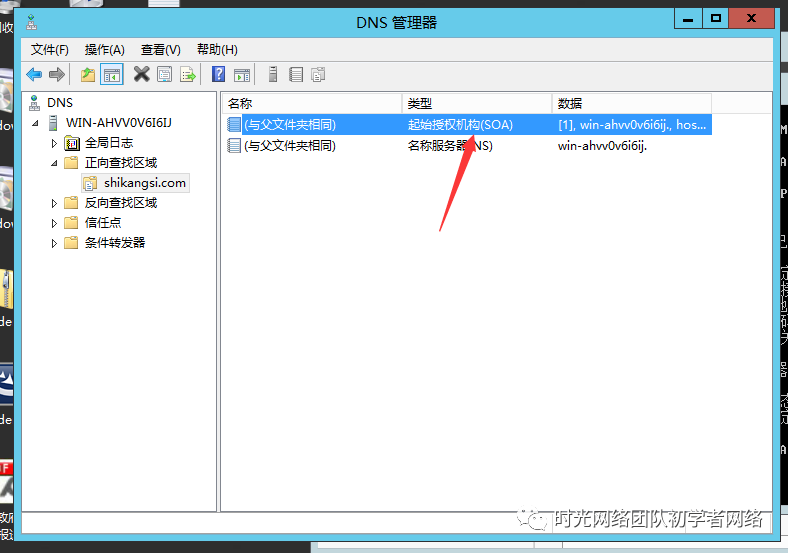 DNS 管理器
文件(F) 操作(A) 查看(V) 帮助(H)
DNS
WIN-AHVV0V6I6IJ
全局日志
正向查找区域
shikangsi.com
反向查找区域
信任点
条件转发器
名称 类型 数据
(与父文件夹相同) 起始授权机构(SOA) [1], win-ahvv0v6i6ij., hos...
(与父文件夹相同) 名称服务器(NS) win-ahvv0v6i6ij.
时光网络团队初学者网络